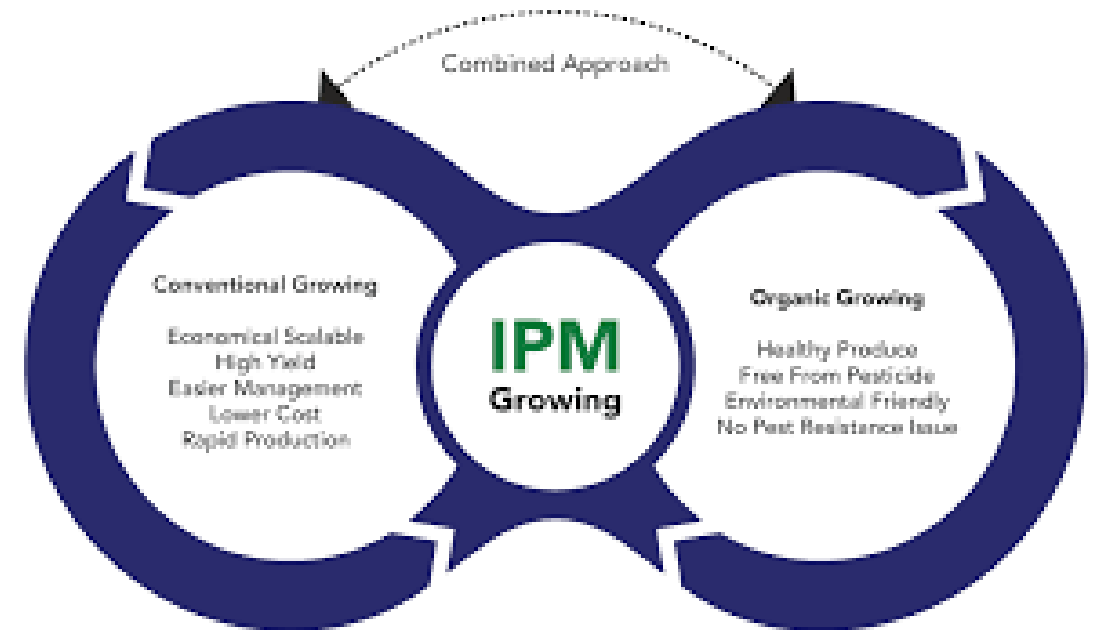 Combined Approach
Conventional Growing
Economical Scalable
High Yield
Easier Management
Lower Cost
Rapid Production
IPM
Growing
Organic Growing
Healthy Produce
Free From Pesticide
Environmental Friendly
No Pest Resistance Issue